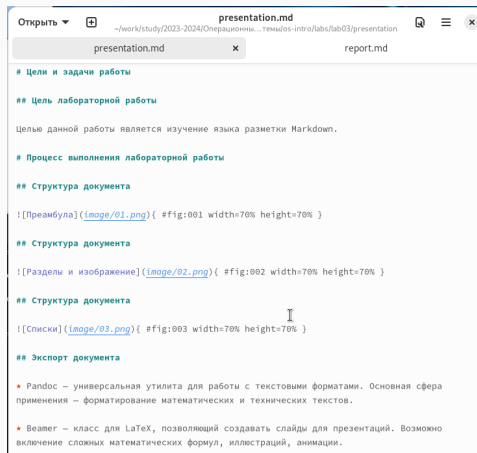 Открыть
presentation.md
~/work/study/2023-2024/Операционны…темы/os-intro/labs/lab03/presentation
presentation.md
report.md
# Цели и задачи работы
## Цель лабораторной работы
Целью данной работы является изучение языка разметки Markdown.
# Процесс выполнения лабораторной работы
## Структура документа
![Преамбула](image/01.png){ #fig:001 width=70% height=70% }
## Структура документа
![Разделы и изображение](image/02.png){ #fig:002 width=70% height=70% }
## Структура документа
![Списки](image/03.png){ #fig:003 width=70% height=70% }
## Экспорт документа
* Pandoc — универсальная утилита для работы с текстовыми форматами. Основная сфера
применения — форматирование математических и технических текстов.
* Beamer — класс для LaTeX, позволяющий создавать слайды для презентаций. Возможно
включение сложных математических формул, иллюстраций, анимации.